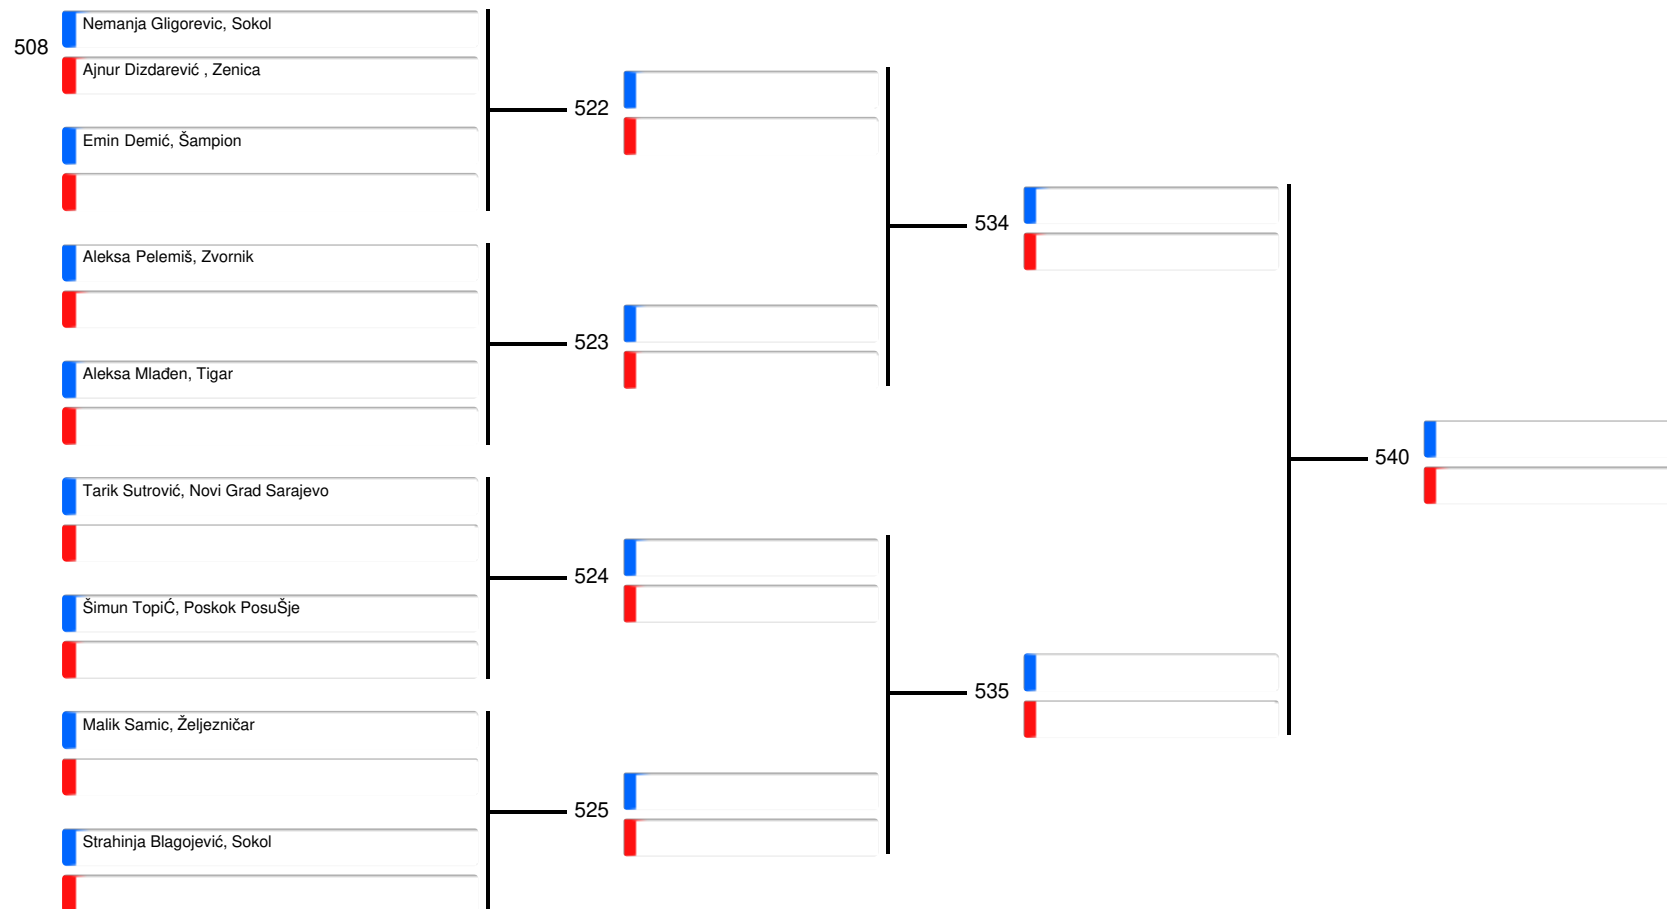 508
Nemanja Gligorevic, Sokol
Ajnur Dizdarević , Zenica
Emin Demić, Šampion
Aleksa Pelemiš, Zvornik
Aleksa Mlađen, Tigar
Tarik Sutrović, Novi Grad Sarajevo
Šimun TopiĆ, Poskok PosuŠje
Malik Samic, Željezničar
Strahinja Blagojević, Sokol
522
523
524
525
534
535
540